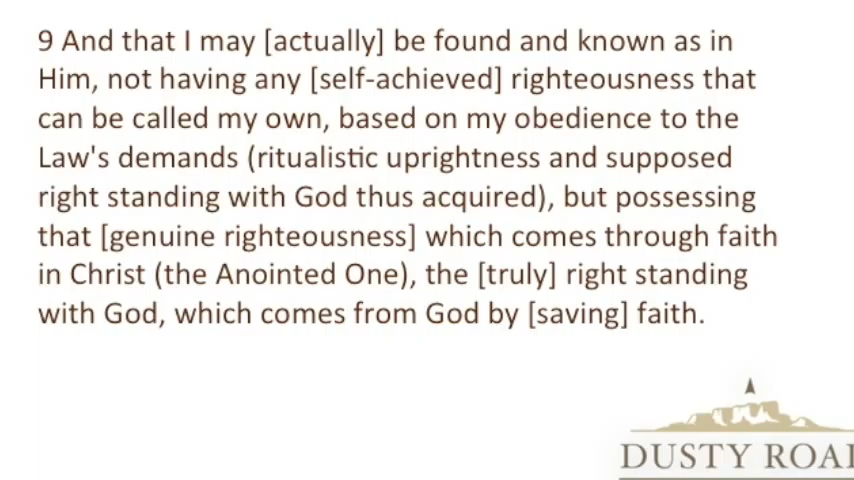 9 And that I may [actually] be found and known as in
Him, not having any [self-achieved] righteousness that
can be called my own, based on my obedience to the
Law's demands (ritualistic uprightness and supposed
right standing with God thus acquired), but possessing
that [genuine righteousness] which comes through faith
in Christ (the Anointed One), the [truly] right standing
with God, which comes from God by [saving] faith.
DUSTY ROA